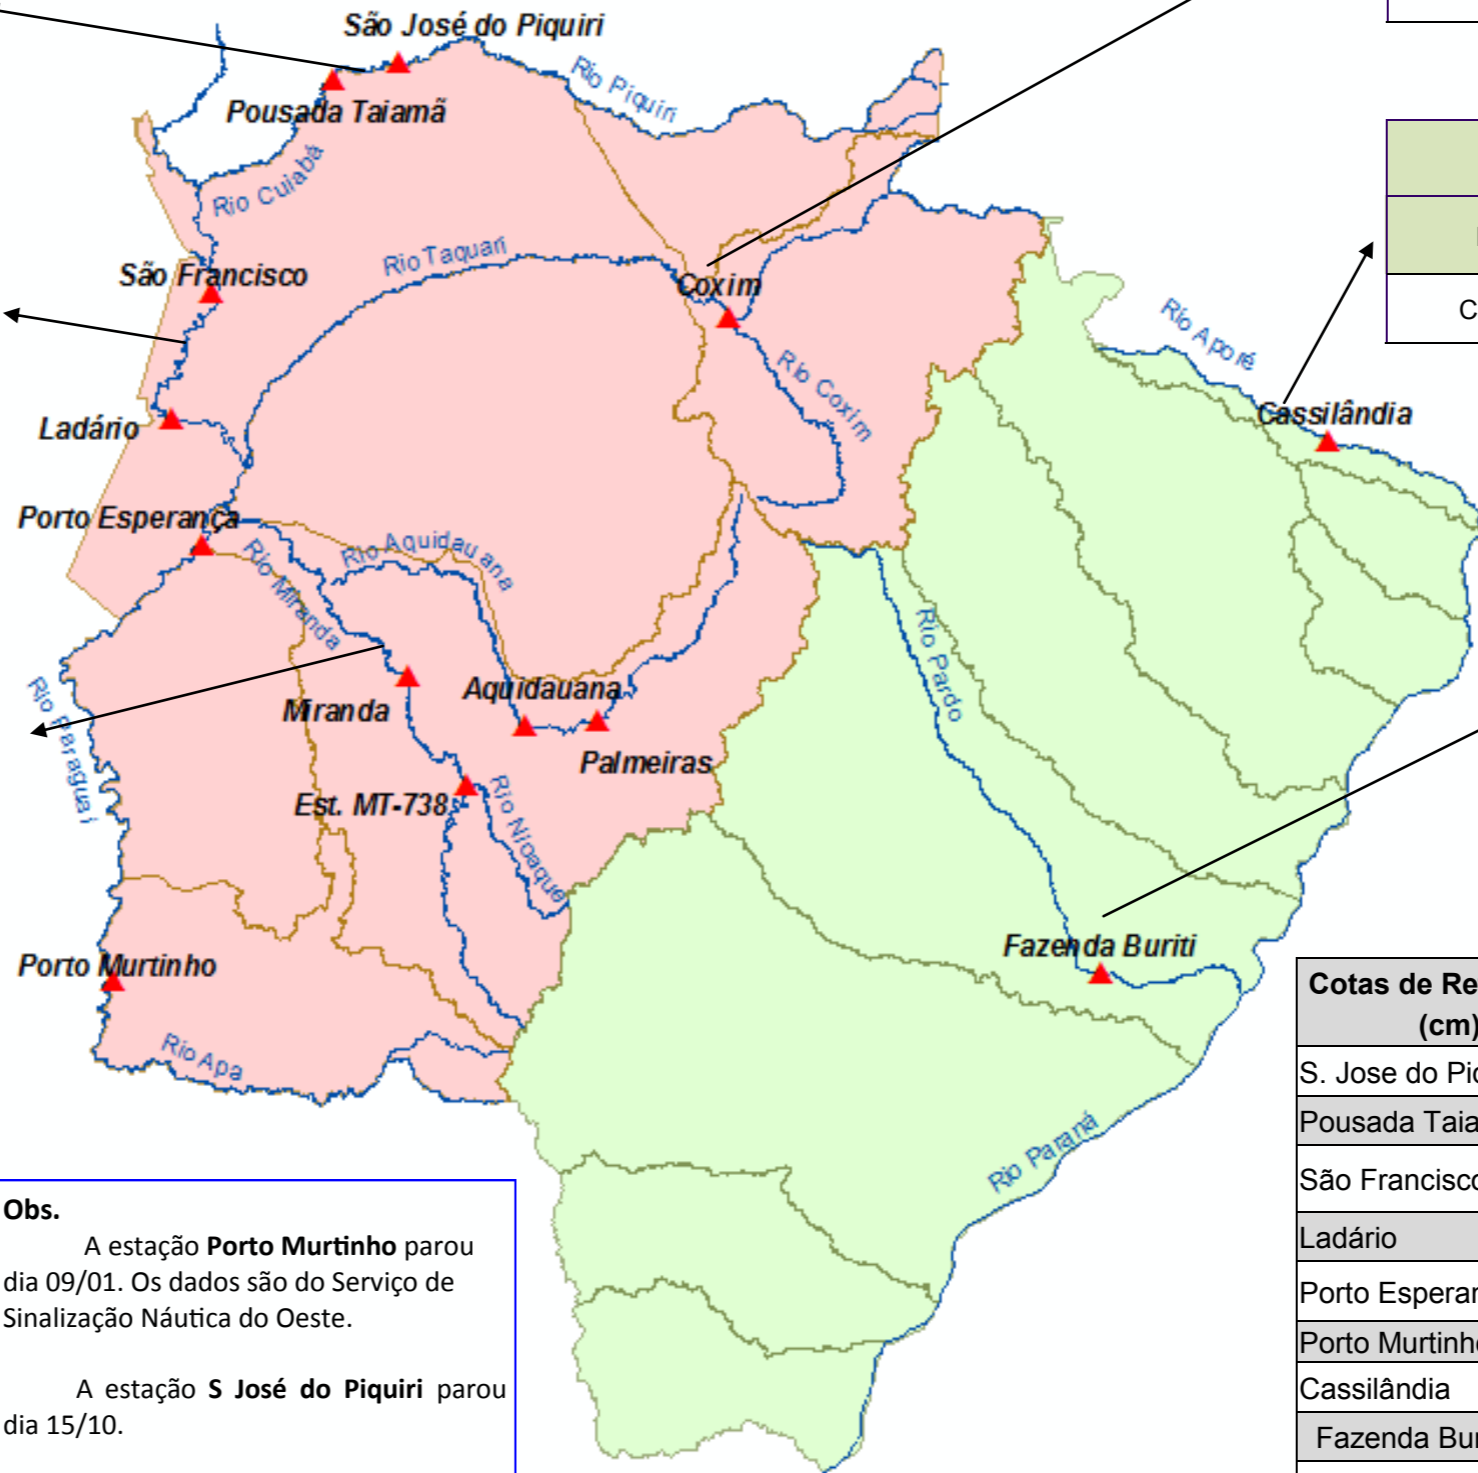 São José do Piquiri
Rio Piquiri
Pousada Taiamã
Rio Cuiabá
São Francisco
Rio Taquari
Coxim
Rio Coxim
Rio Aporé
Cassilândia
Ladário
Porto Esperança
Rio Miranda
Rio Aquidauana
Rio Pardo
Rio Paraguai
Miranda
Aquidauana
Palmeiras
Est. MT-738
Rio Nioaque
Porto Murtinho
Rio Apa
Fazenda Buriti
Rio Paraná
C
Cotas de Re
(cm)
S. Jose do Pi
Pousada Taia
São Francisco
Ladário
Porto Espera
Porto Murtinh
Cassilândia
Fazenda Bu
Obs.
A estação Porto Murtinho parou
dia 09/01. Os dados são do Serviço de
Sinalização Náutica do Oeste.
A estação S José do Piquiri parou
dia 15/10.